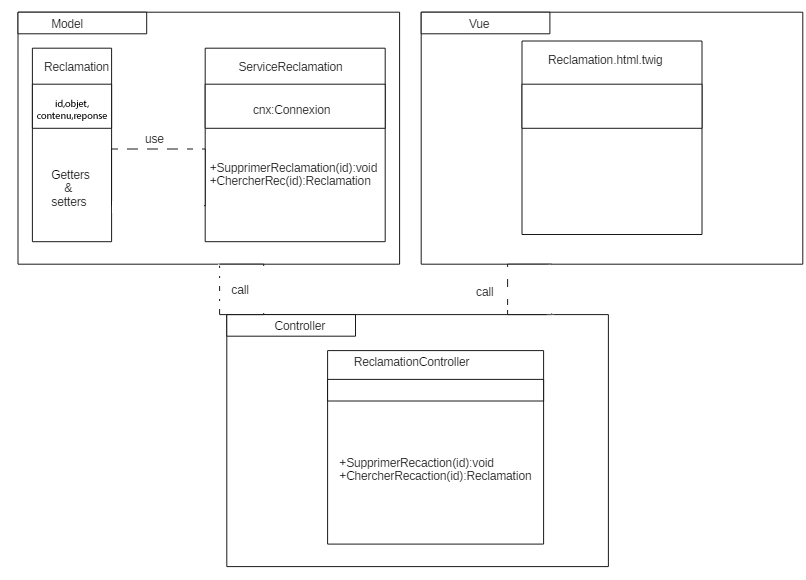 Model
Reclamation
id,objet,
contenu,reponse
Getters
&
setters
use
ServiceReclamation
cnx:Connexion
+SupprimerReclamation(id):void
+ChercherRec(id):Reclamation
Vue
Reclamation.html.twig
call
call
Controller
ReclamationController
+SupprimerRecaction(id):void
+ChercherRecaction(id):Reclamation